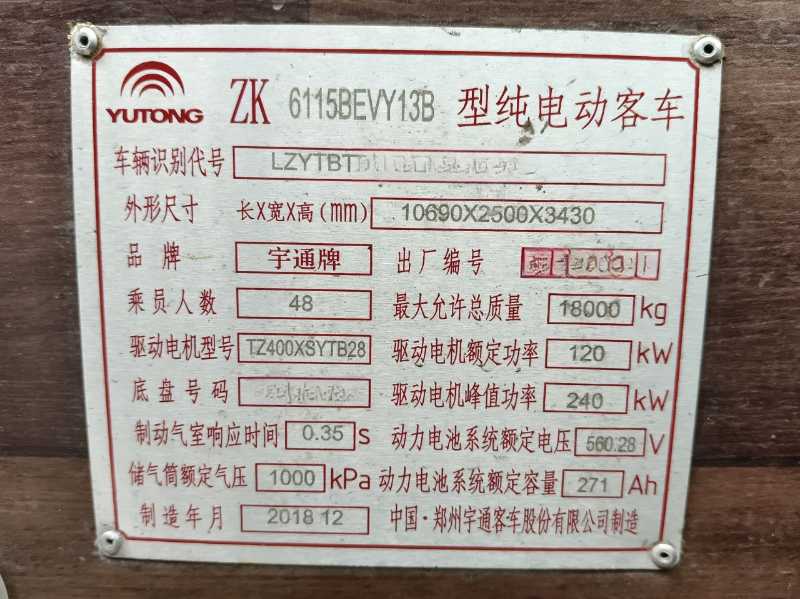 YUTONG ZK 6115BEVY13B 型纯电动客车
车辆识别代号 LZYTBT
外形尺寸 长X宽X高(mm) 10690X2500X3430
品牌 宇通牌 出厂编号
乘员人数 48 最大允许总质量 18000 kg
驱动电机型号 TZ400XSYTB28 驱动电机额定功率 120 kW
底盘号码 驱动电机峰值功率 240 kW
制动气室响应时间 0.35 s 动力电池系统额定电压 560.28 V
储气筒额定气压 1000 kPa 动力电池系统额定容量 271 Ah
制造年月 2018 12 中国·郑州宇通客车股份有限公司制造